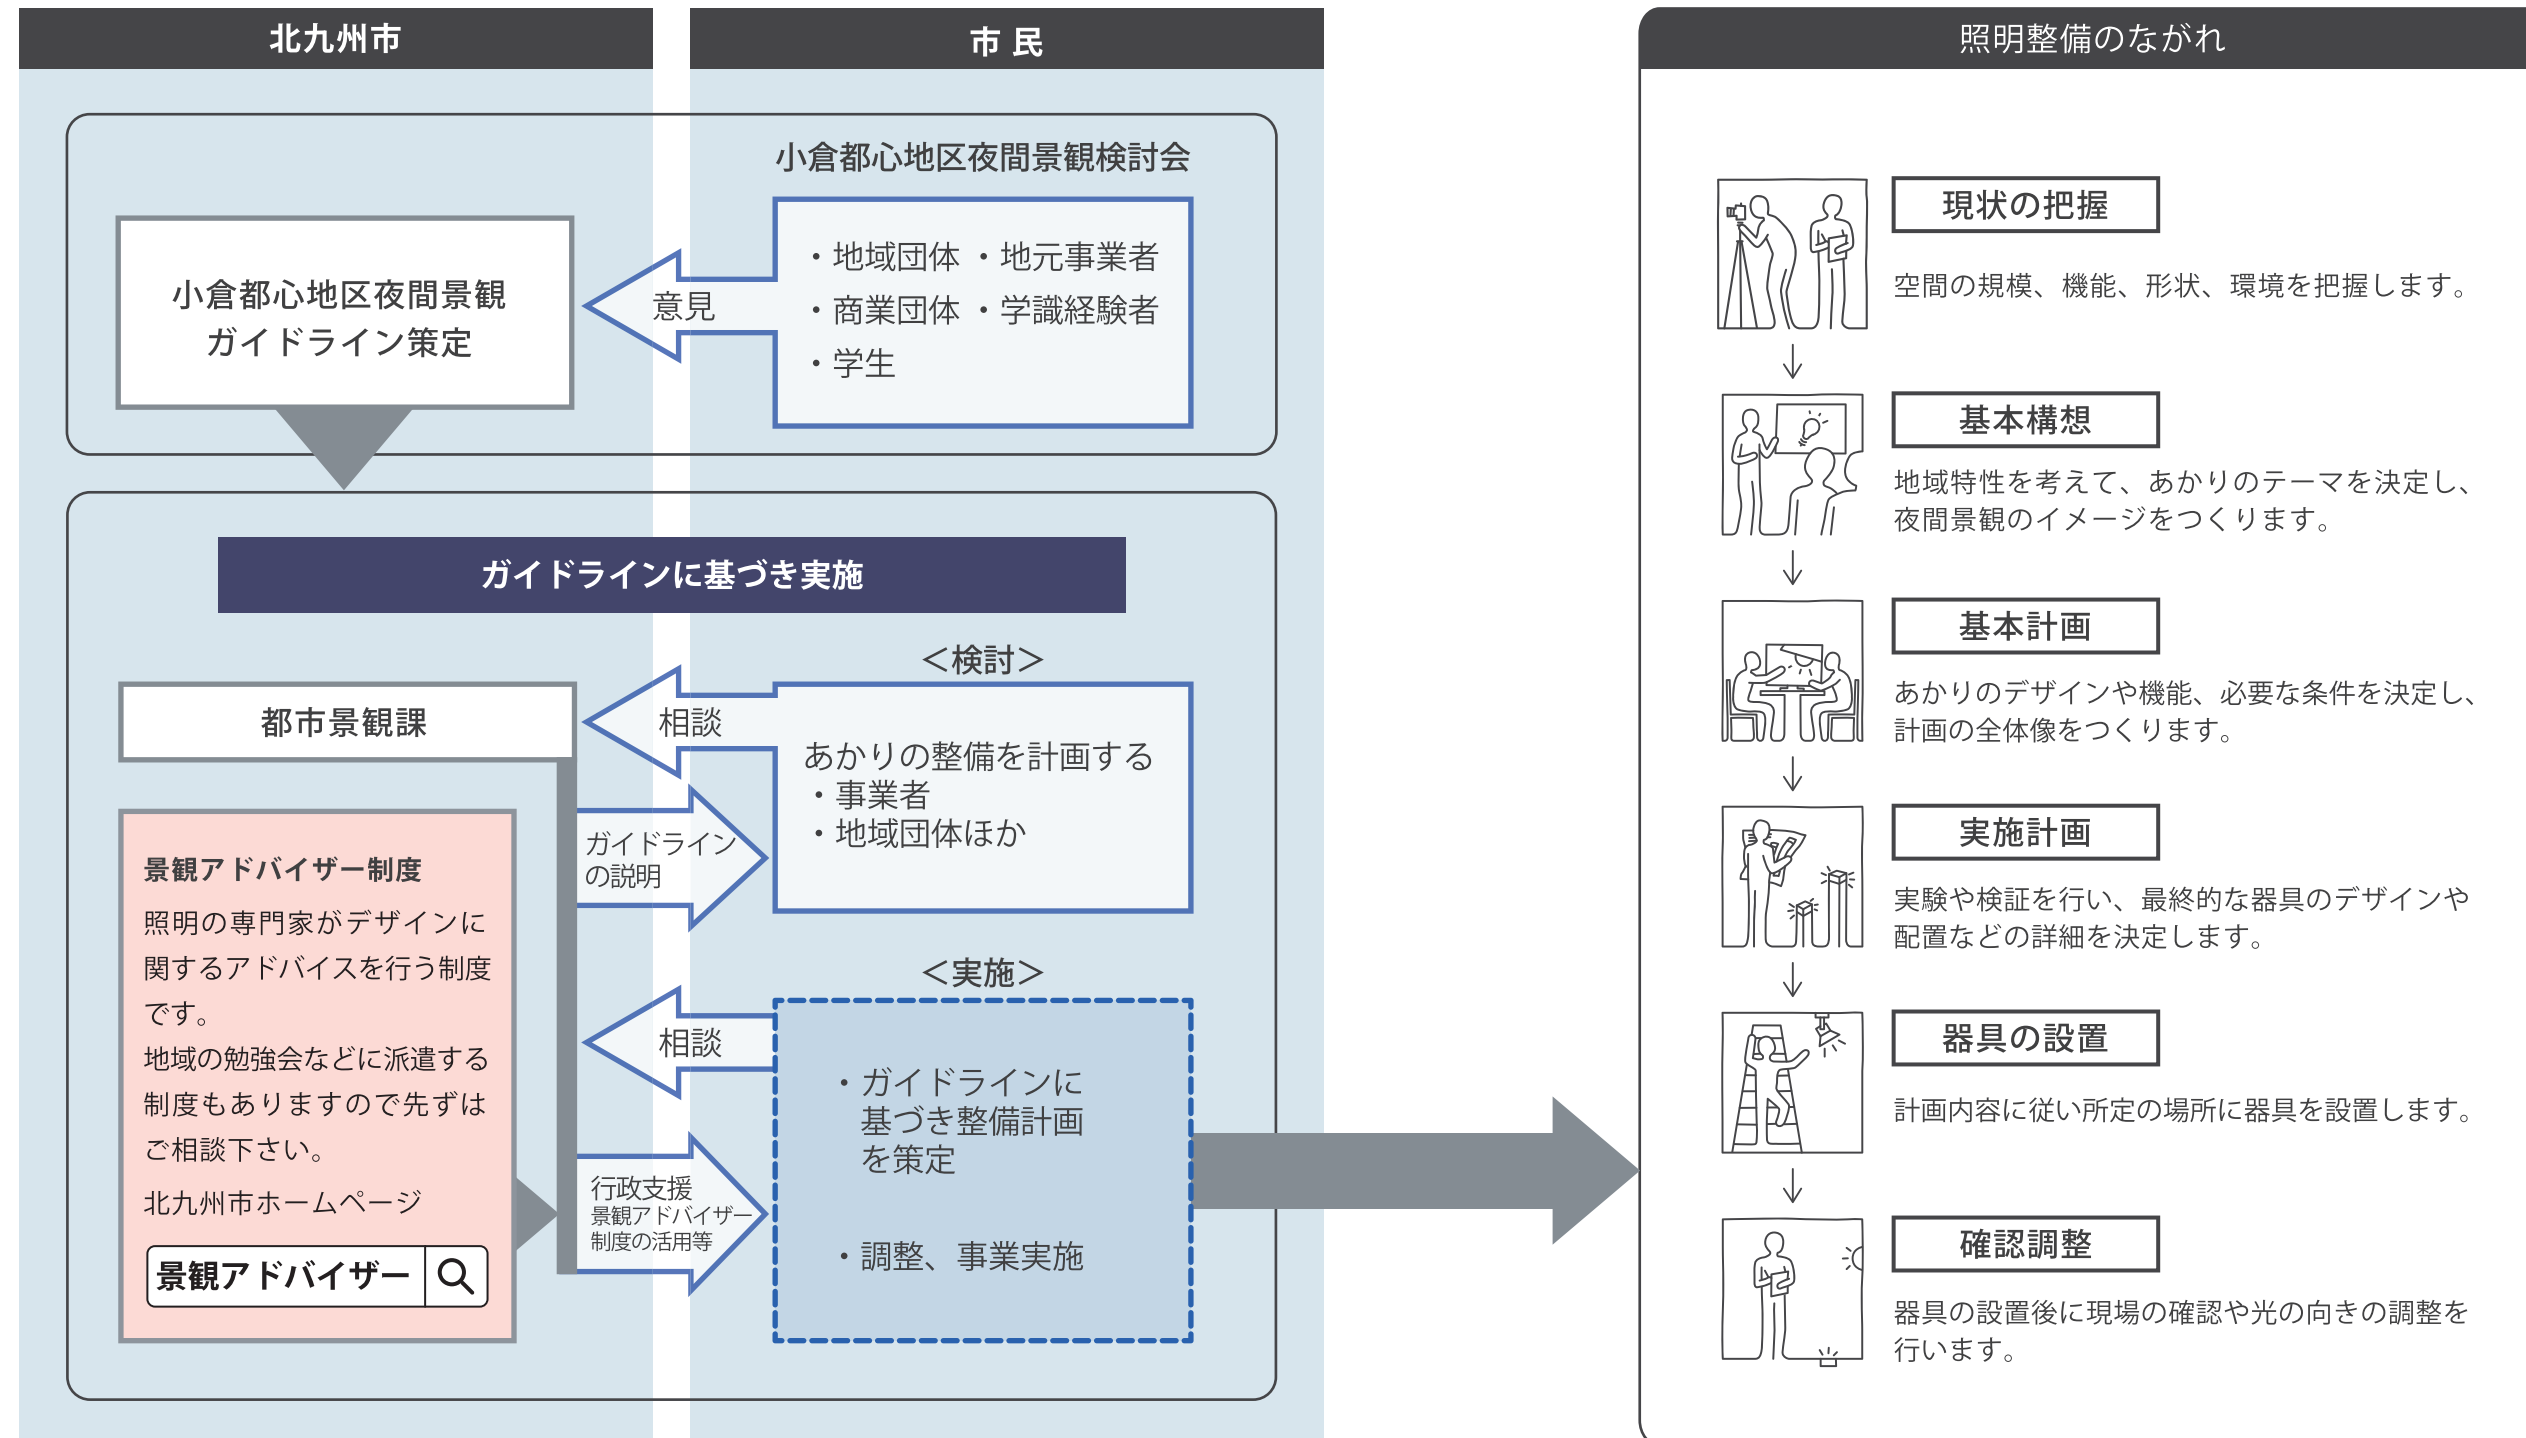 北九州市
市民
小倉都心地区夜間景観検討会
・地域団体 ・地元事業者
・商業団体 ・学識経験者
・学生
意見
小倉都心地区夜間景観
ガイドライン策定
ガイドラインに基づき実施
＜検討＞
都市景観課
相談
あかりの整備を計画する
・事業者
・地域団体ほか
ガイドライン
の説明
景観アドバイザー制度
照明の専門家がデザインに
関するアドバイスを行う制度
です。
地域の勉強会などに派遣する
制度もありますので先ずは
ご相談下さい。
北九州市ホームページ
景観アドバイザー
＜実施＞
相談
・ガイドラインに
基づき整備計画
を策定
・調整、事業実施
行政支援
景観アドバイザー
制度の活用等
照明整備のながれ
現状の把握
空間の規模、機能、形状、環境を把握します。
基本構想
地域特性を考えて、あかりのテーマを決定し、
夜間景観のイメージをつくります。
基本計画
あかりのデザインや機能、必要な条件を決定し、
計画の全体像をつくります。
実施計画
実験や検証を行い、最終的な器具のデザインや
配置などの詳細を決定します。
器具の設置
計画内容に従い所定の場所に器具を設置します。
確認調整
器具の設置後に現場の確認や光の向きの調整を
行います。